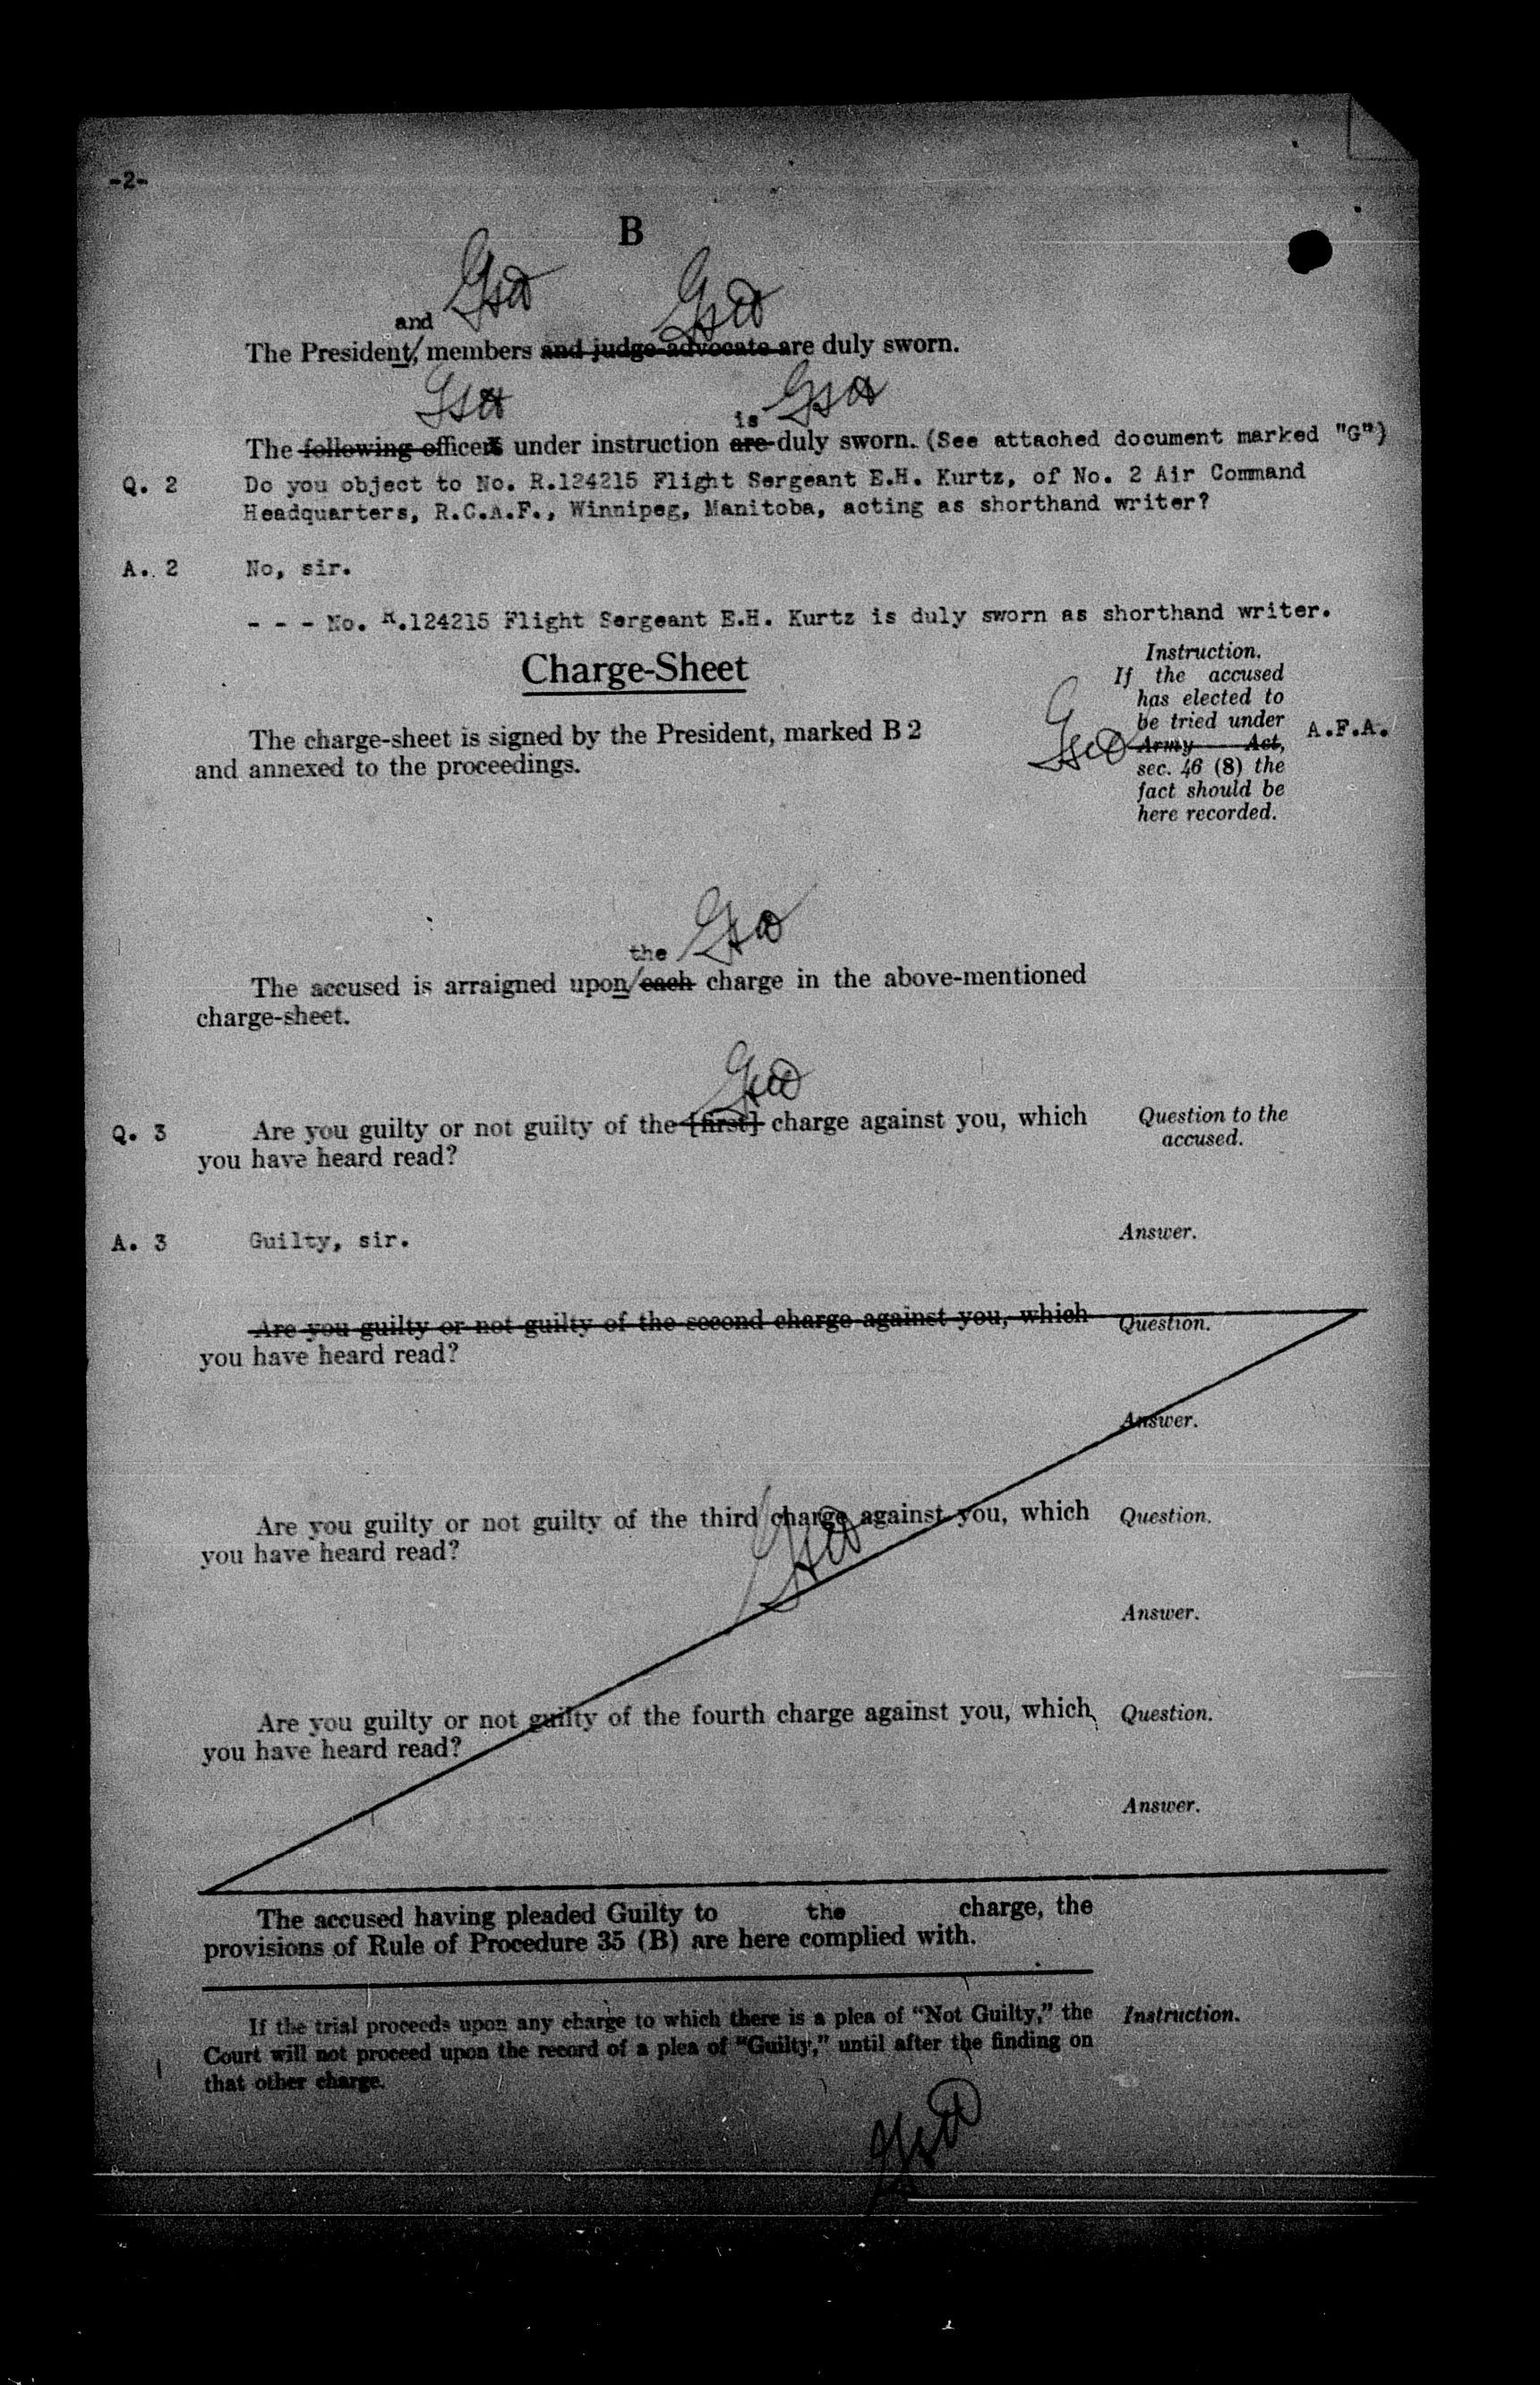 -2-
B
and
The President/, members and judge-advocate are duly sworn.
is
The following officers under instruction are duly sworn. (See attached document marked "G")
Q. 2 Do you object to No. R.124215 Flight Sergeant E.H. Kurtz, of No. 2 Air Command
Headquarters, R.C.A.F., Winnipeg, Manitoba, acting as shorthand writer?
A. 2 No, sir.
- - - No. R.124215 Flight Sergeant E.H. Kurtz is duly sworn as shorthand writer.
Charge-Sheet
The charge-sheet is signed by the President, marked B 2
and annexed to the proceedings.
Instruction.
If the accused
has elected to
be tried under
Army Act, A.F.A.
sec. 46 (8) the
fact should be
here recorded.
the
The accused is arraigned upon/each charge in the above-mentioned
charge-sheet.
Q. 3 Are you guilty or not guilty of the [first] charge against you, which
you have heard read?
Question to the
accused.
A. 3 Guilty, sir. Answer.
Are you guilty or not guilty of the second charge against you, which Question.
you have heard read?
Answer.
Are you guilty or not guilty of the third charge against you, which Question.
you have heard read?
Answer.
Are you guilty or not guilty of the fourth charge against you, which Question.
you have heard read?
Answer.
The accused having pleaded Guilty to the charge, the
provisions of Rule of Procedure 35 (B) are here complied with.
If the trial proceeds upon any charge to which there is a plea of "Not Guilty," the Instruction.
Court will not proceed upon the record of a plea of "Guilty," until after the finding on
that other charge.